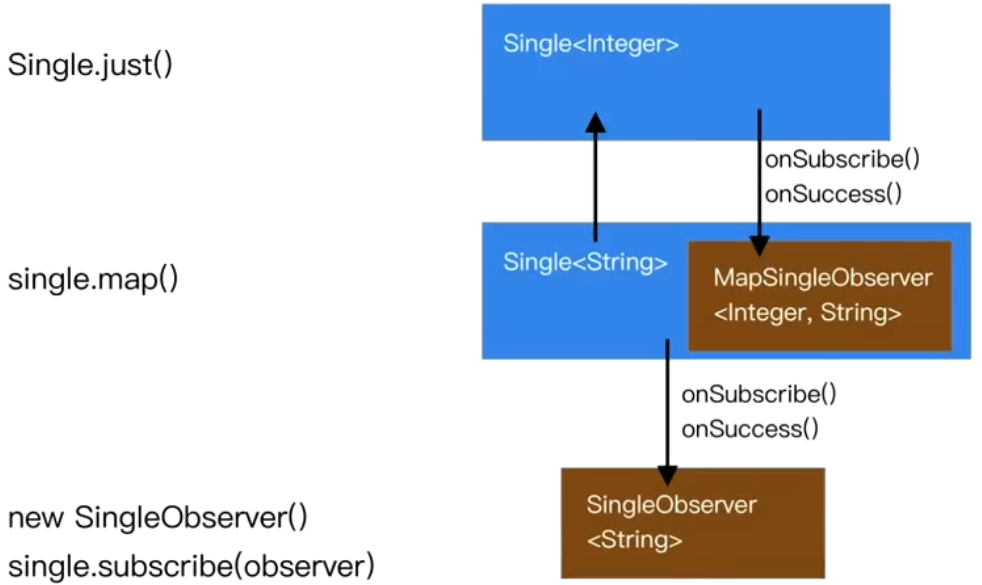 Single.just()
Single<Integer>
onSubscribe()
onSuccess()
single.map()
Single<String>
MapSingleObserver
<Integer, String>
onSubscribe()
onSuccess()
new SingleObserver()
single.subscribe(observer)
SingleObserver
<String>